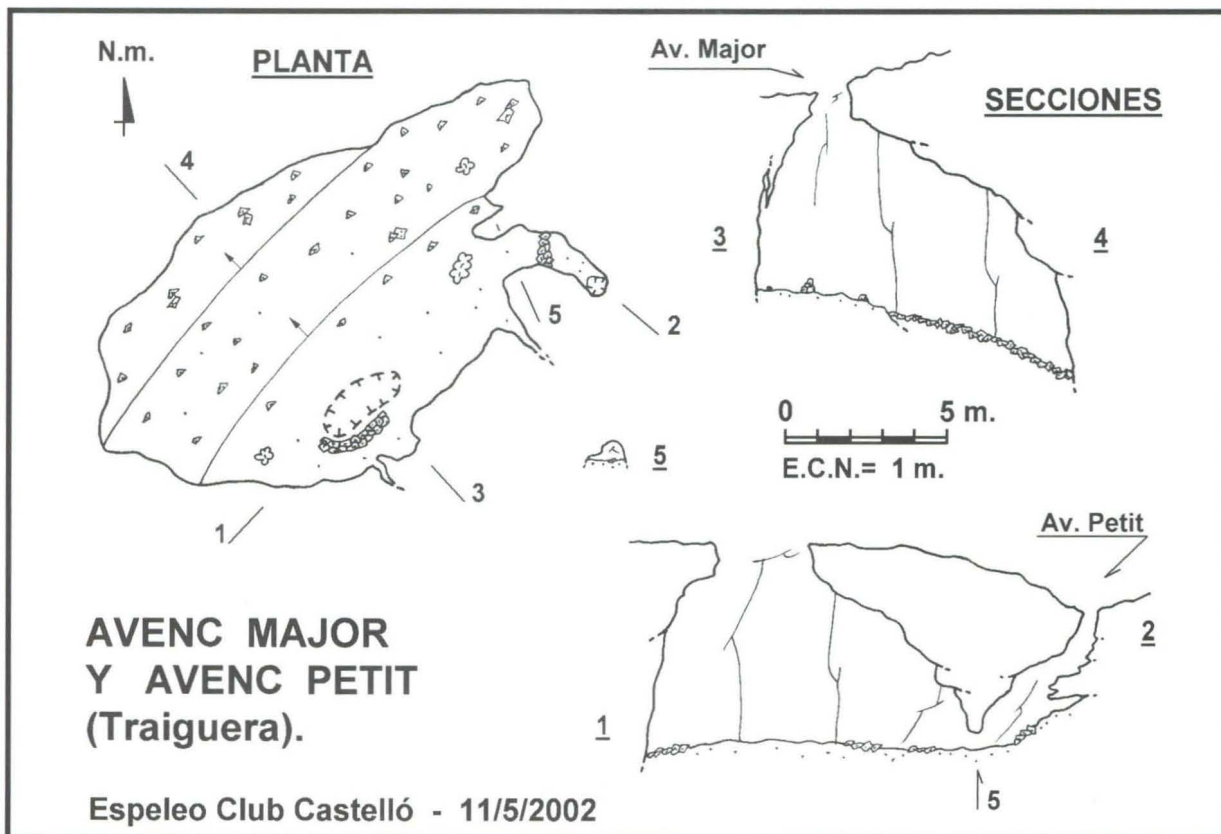 N.m.
PLANTA
4
5
2
3
1
5
Av. Major
SECCIONES
3
4
0 5 m.
E.C.N.= 1 m.
Av. Petit
2
1
5
AVENC MAJOR
Y AVENC PETIT
(Traiguera).
Espeleo Club Castelló - 11/5/2002